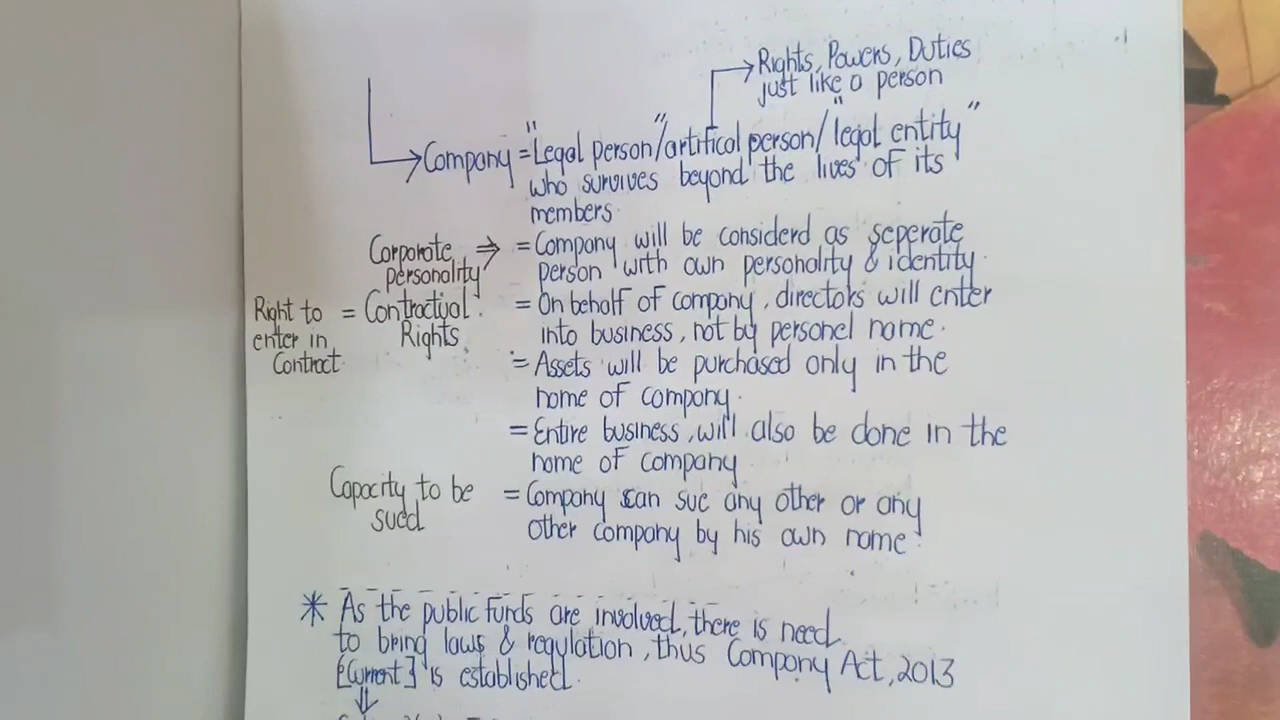 Rights, Powers, Duties
just like a person
Company = "Legal person"/artifical person/"legal entity"
who survives beyond the lives of its
members.
Corporate personality ⇒ = Company will be considerd as seperate
person with own personality & identity.
Right to enter in Contract = Contractual Rights = On behalf of company, directors will enter
into business, not by personel name.
= Assets will be purchased only in the
name of company.
= Entire business, will also be done in the
name of company
Capacity to be sued = Company can sue any other or any
other company by his own name.
* As the public funds are involved, there is need
to bring laws & regulation, thus Company Act, 2013
[Current] is established.